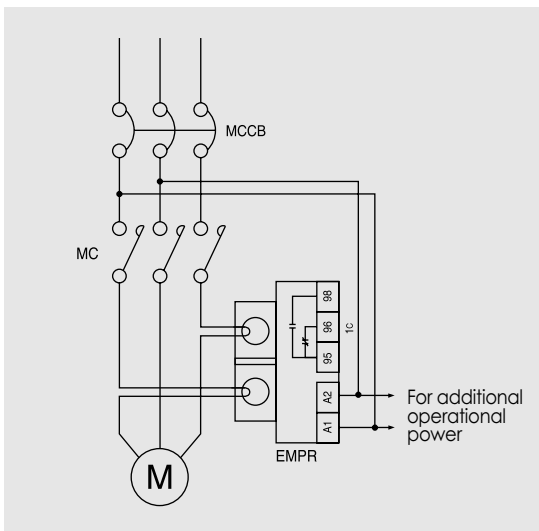 MCCB
MC
98
96
95
1c
A2
A1
For additional
operational
power
EMPR
M